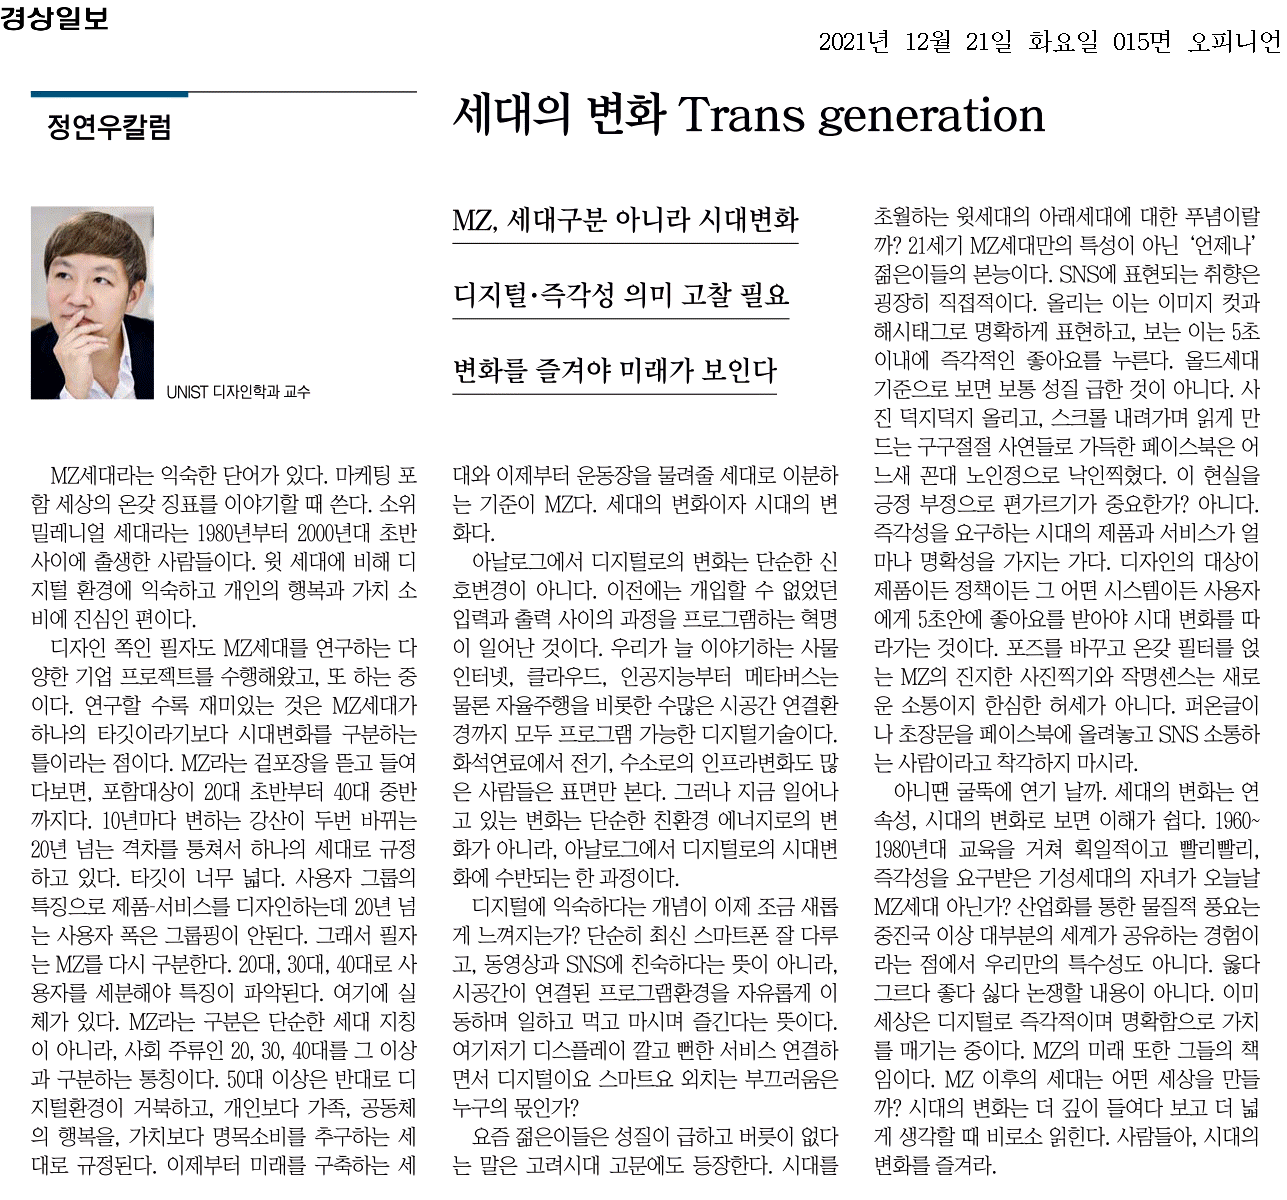 경상일보
2021년 12월 21일 화요일 015면 오피니언
정연우칼럼
세대의 변화 Trans generation
UNIST 디자인학과 교수
MZ, 세대구분 아니라 시대변화
디지털·즉각성 의미 고찰 필요
변화를 즐겨야 미래가 보인다
MZ세대라는 익숙한 단어가 있다. 마케팅 포
함 세상의 온갖 징표를 이야기할 때 쓴다. 소위
밀레니얼 세대라는 1980년부터 2000년대 초반
사이에 출생한 사람들이다. 윗 세대에 비해 디
지털 환경에 익숙하고 개인의 행복과 가치 소
비에 진심인 편이다.
디자인 쪽인 필자도 MZ세대를 연구하는 다
양한 기업 프로젝트를 수행해왔고, 또 하는 중
이다. 연구할 수록 재미있는 것은 MZ세대가
하나의 타깃이라기보다 시대변화를 구분하는
틀이라는 점이다. MZ라는 겉포장을 뜯고 들여
다보면, 포함대상이 20대 초반부터 40대 중반
까지다. 10년마다 변하는 강산이 두번 바뀌는
20년 넘는 격차를 퉁쳐서 하나의 세대로 규정
하고 있다. 타깃이 너무 넓다. 사용자 그룹의
특징으로 제품-서비스를 디자인하는데 20년 넘
는 사용자 폭은 그룹핑이 안된다. 그래서 필자
는 MZ를 다시 구분한다. 20대, 30대, 40대로 사
용자를 세분해야 특징이 파악된다. 여기에 실
체가 있다. MZ라는 구분은 단순한 세대 지칭
이 아니라, 사회 주류인 20, 30, 40대를 그 이상
과 구분하는 통칭이다. 50대 이상은 반대로 디
지털환경이 거북하고, 개인보다 가족, 공동체
의 행복을, 가치보다 명목소비를 추구하는 세
대로 규정된다. 이제부터 미래를 구축하는 세
대와 이제부터 운동장을 물려줄 세대로 이분하
는 기준이 MZ다. 세대의 변화이자 시대의 변
화다.
아날로그에서 디지털로의 변화는 단순한 신
호변경이 아니다. 이전에는 개입할 수 없었던
입력과 출력 사이의 과정을 프로그램하는 혁명
이 일어난 것이다. 우리가 늘 이야기하는 사물
인터넷, 클라우드, 인공지능부터 메타버스는
물론 자율주행을 비롯한 수많은 시공간 연결환
경까지 모두 프로그램 가능한 디지털기술이다.
화석연료에서 전기, 수소로의 인프라변화도 많
은 사람들은 표면만 본다. 그러나 지금 일어나
고 있는 변화는 단순한 친환경 에너지로의 변
화가 아니라, 아날로그에서 디지털로의 시대변
화에 수반되는 한 과정이다.
디지털에 익숙하다는 개념이 이제 조금 새롭
게 느껴지는가? 단순히 최신 스마트폰 잘 다루
고, 동영상과 SNS에 친숙하다는 뜻이 아니라,
시공간이 연결된 프로그램환경을 자유롭게 이
동하며 일하고 먹고 마시며 즐긴다는 뜻이다.
여기저기 디스플레이 깔고 뻔한 서비스 연결하
면서 디지털이요 스마트요 외치는 부끄러움은
누구의 몫인가?
요즘 젊은이들은 성질이 급하고 버릇이 없다
는 말은 고려시대 고문에도 등장한다. 시대를
초월하는 윗세대의 아래세대에 대한 푸념이랄
까? 21세기 MZ세대만의 특성이 아닌 ‘언제나’
젊은이들의 본능이다. SNS에 표현되는 취향은
굉장히 직접적이다. 올리는 이는 이미지 컷과
해시태그로 명확하게 표현하고, 보는 이는 5초
이내에 즉각적인 좋아요를 누른다. 올드세대
기준으로 보면 보통 성질 급한 것이 아니다. 사
진 덕지덕지 올리고, 스크롤 내려가며 읽게 만
드는 구구절절 사연들로 가득한 페이스북은 어
느새 꼰대 노인정으로 낙인찍혔다. 이 현실을
긍정 부정으로 편가르기가 중요한가? 아니다.
즉각성을 요구하는 시대의 제품과 서비스가 얼
마나 명확성을 가지는 가다. 디자인의 대상이
제품이든 정책이든 그 어떤 시스템이든 사용자
에게 5초안에 좋아요를 받아야 시대 변화를 따
라가는 것이다. 포즈를 바꾸고 온갖 필터를 얹
는 MZ의 진지한 사진찍기와 작명센스는 새로
운 소통이지 한심한 허세가 아니다. 퍼온글이
나 초장문을 페이스북에 올려놓고 SNS 소통하
는 사람이라고 착각하지 마시라.
아니땐 굴뚝에 연기 날까. 세대의 변화는 연
속성, 시대의 변화로 보면 이해가 쉽다. 1960~
1980년대 교육을 거쳐 획일적이고 빨리빨리,
즉각성을 요구받은 기성세대의 자녀가 오늘날
MZ세대 아닌가? 산업화를 통한 물질적 풍요는
중진국 이상 대부분의 세계가 공유하는 경험이
라는 점에서 우리만의 특수성도 아니다. 옳다
그르다 좋다 싫다 논쟁할 내용이 아니다. 이미
세상은 디지털로 즉각적이며 명확함으로 가치
를 매기는 중이다. MZ의 미래 또한 그들의 책
임이다. MZ 이후의 세대는 어떤 세상을 만들
까? 시대의 변화는 더 깊이 들여다 보고 더 넓
게 생각할 때 비로소 읽힌다. 사람들아, 시대의
변화를 즐겨라.